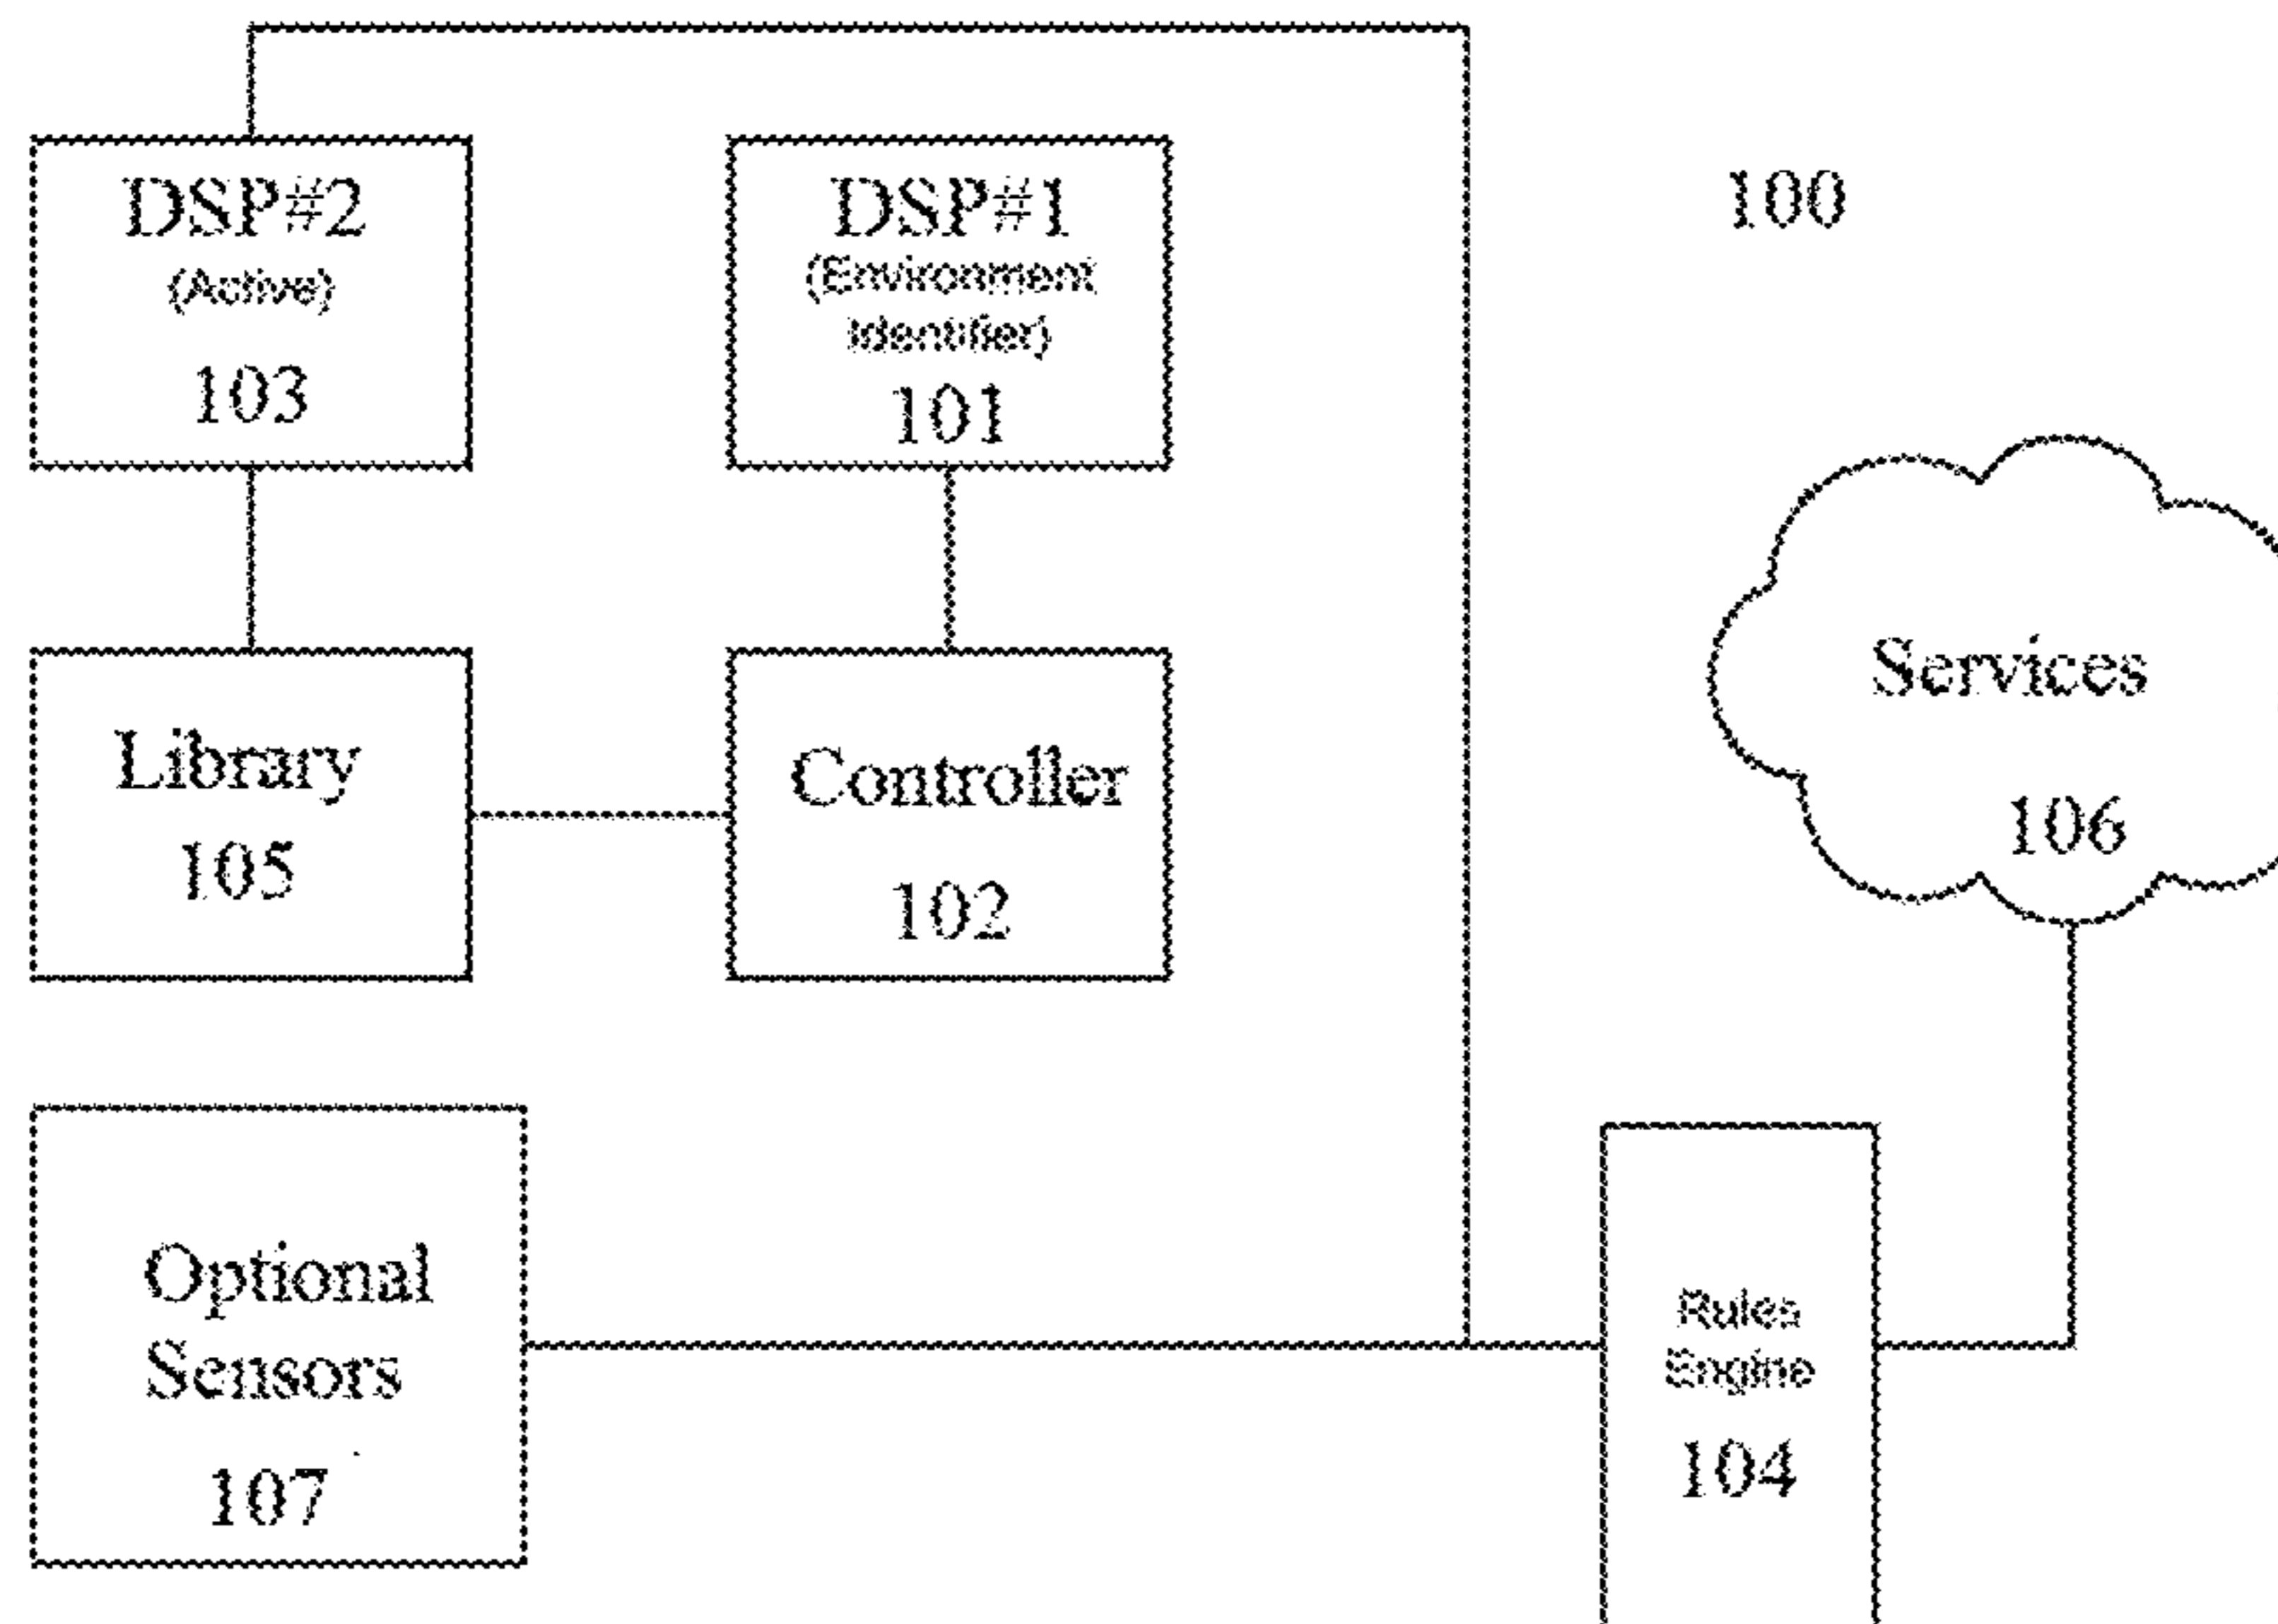 DSP#2
(Active)
103
DSP#1
(Environment
Identifier)
101
100
Library
105
Controller
102
Services
106
Optional
Sensors
107
Rules
Engine
104